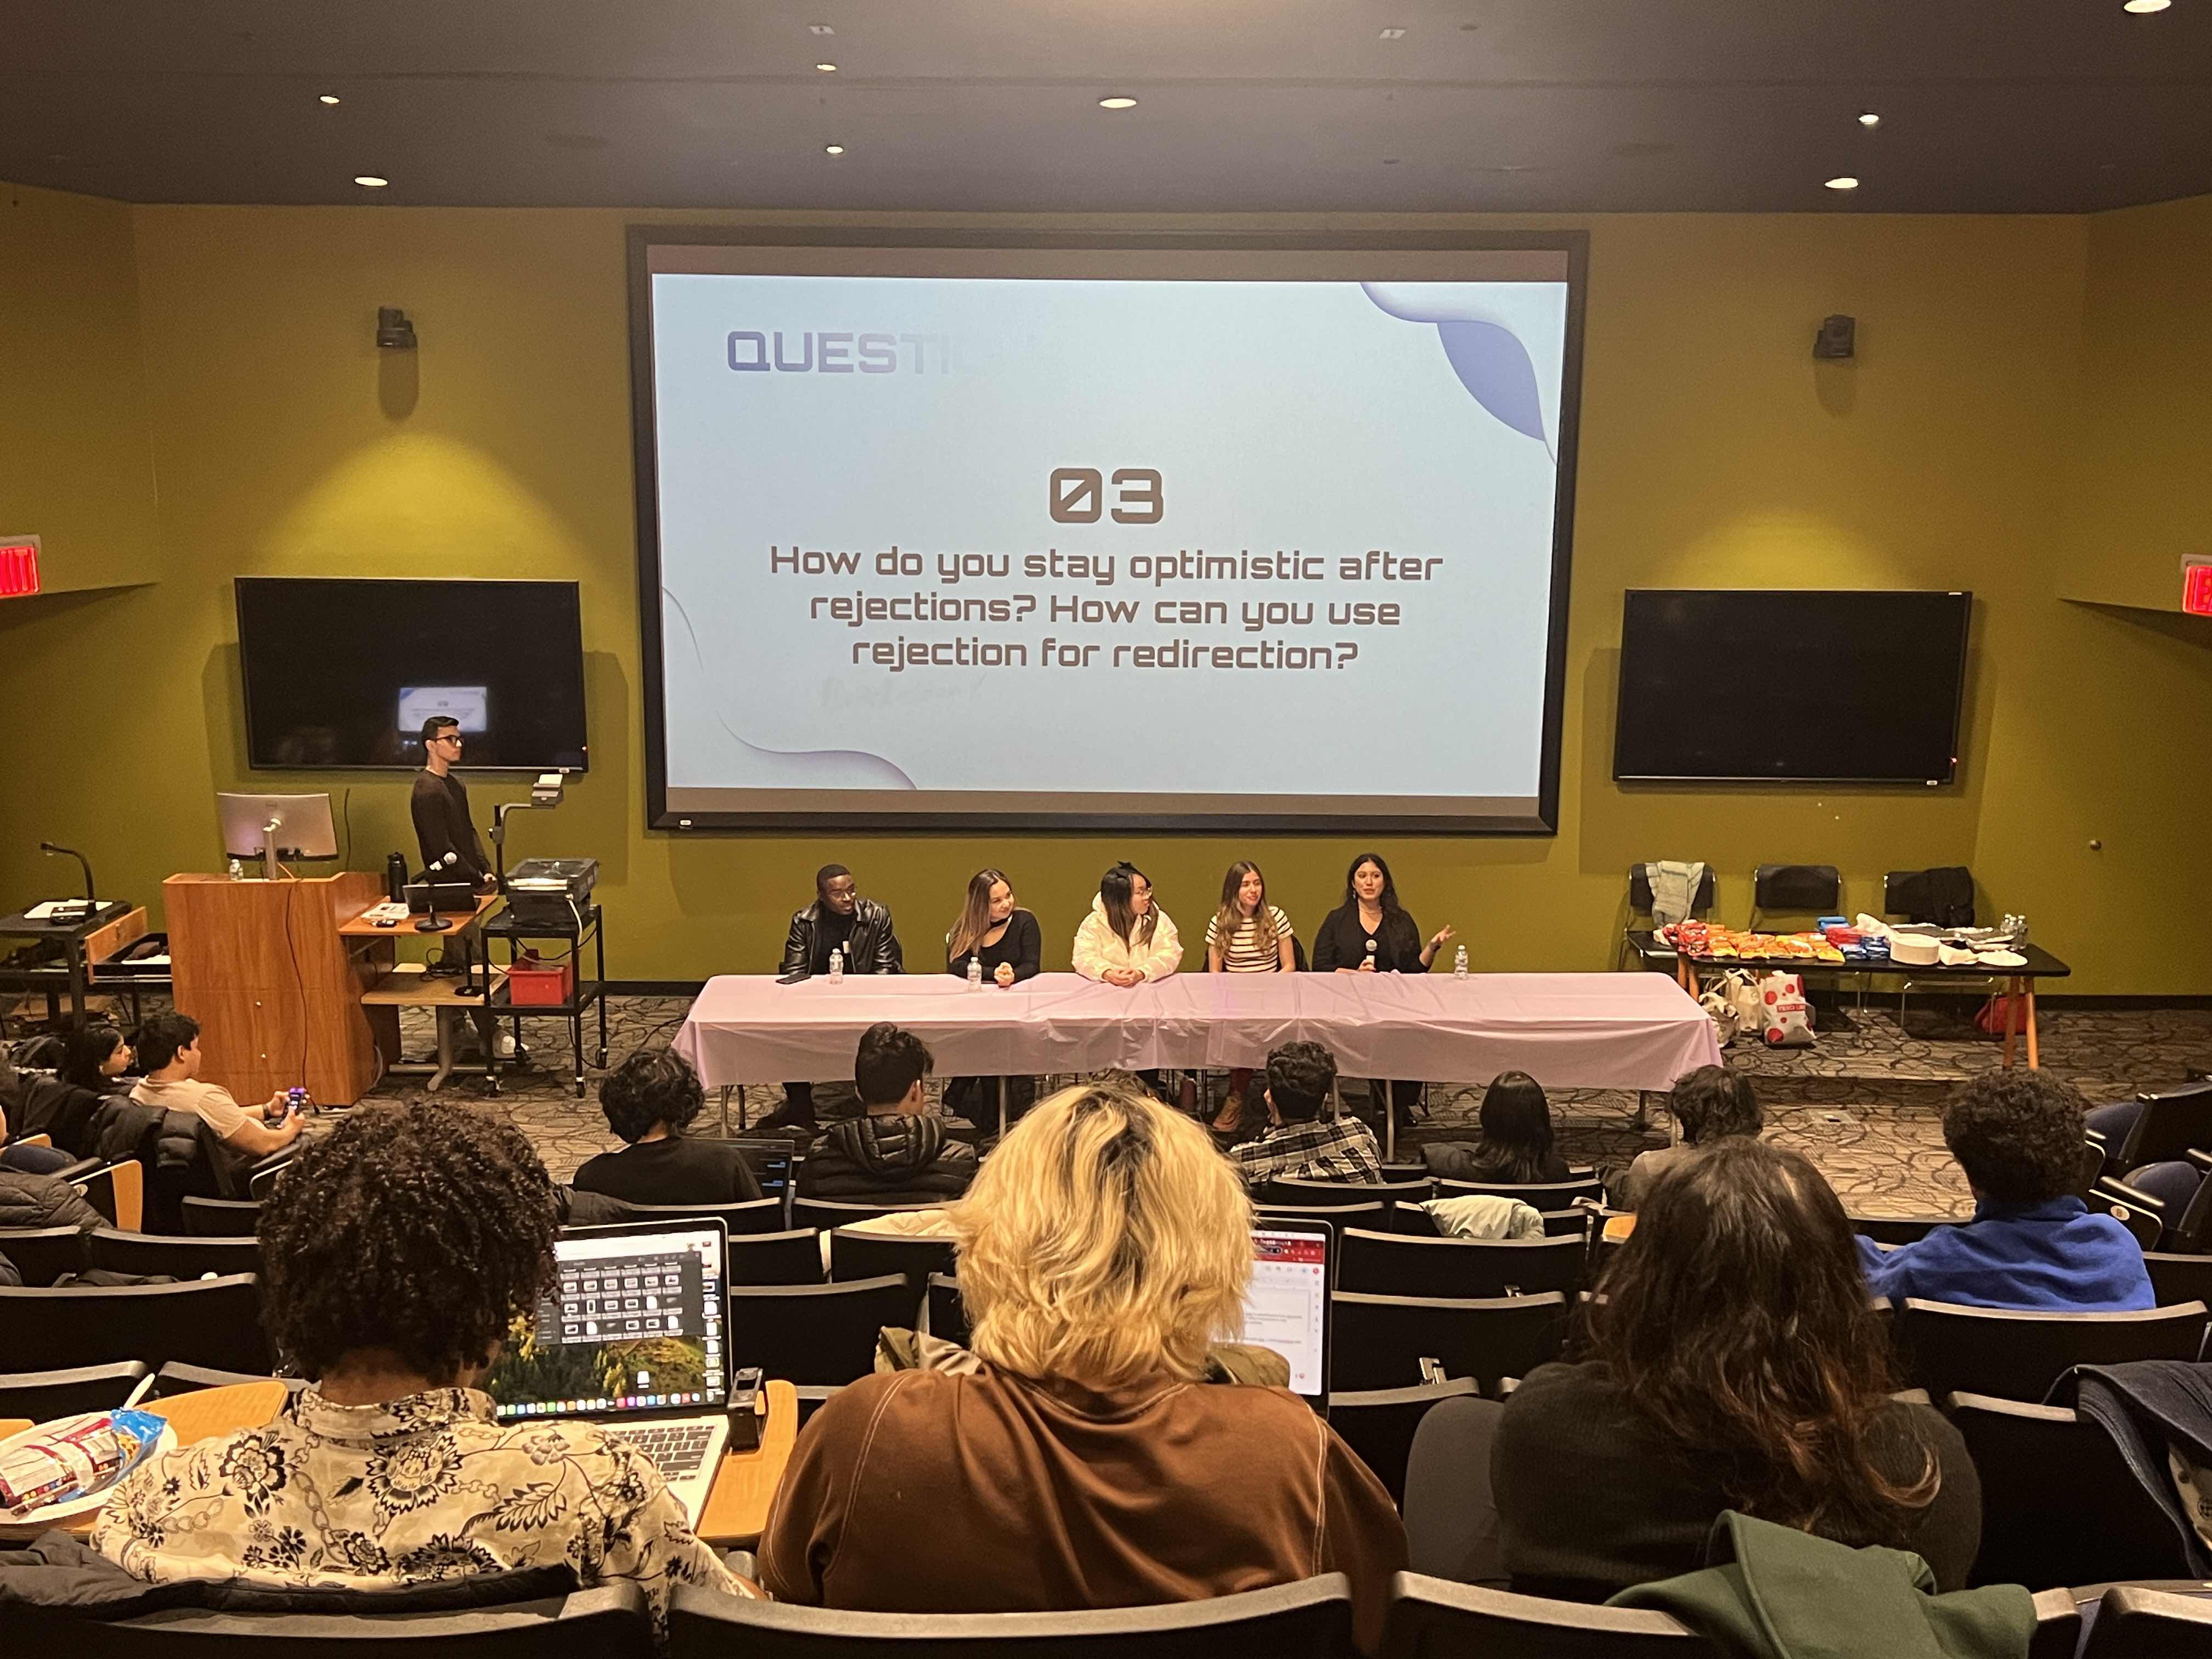 QUESTI
03
How do you stay optimistic after
rejections? How can you use
rejection for redirection?